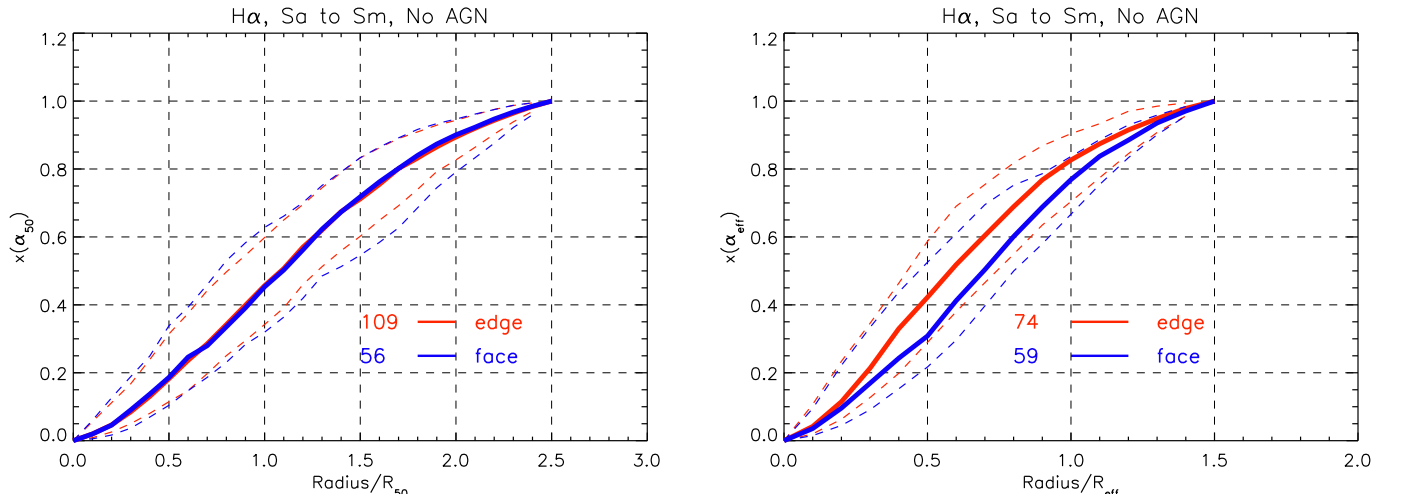 Hα, Sa to Sm, No AGN
1.2
1.0
0.8
0.6
0.4
0.2
0.0
x(α50)
109 edge
56 face
0.0 0.5 1.0 1.5 2.0 2.5 3.0
Radius/R50
Hα, Sa to Sm, No AGN
1.2
1.0
0.8
0.6
0.4
0.2
0.0
x(αeff)
74 edge
59 face
0.0 0.5 1.0 1.5 2.0
Radius/Reff